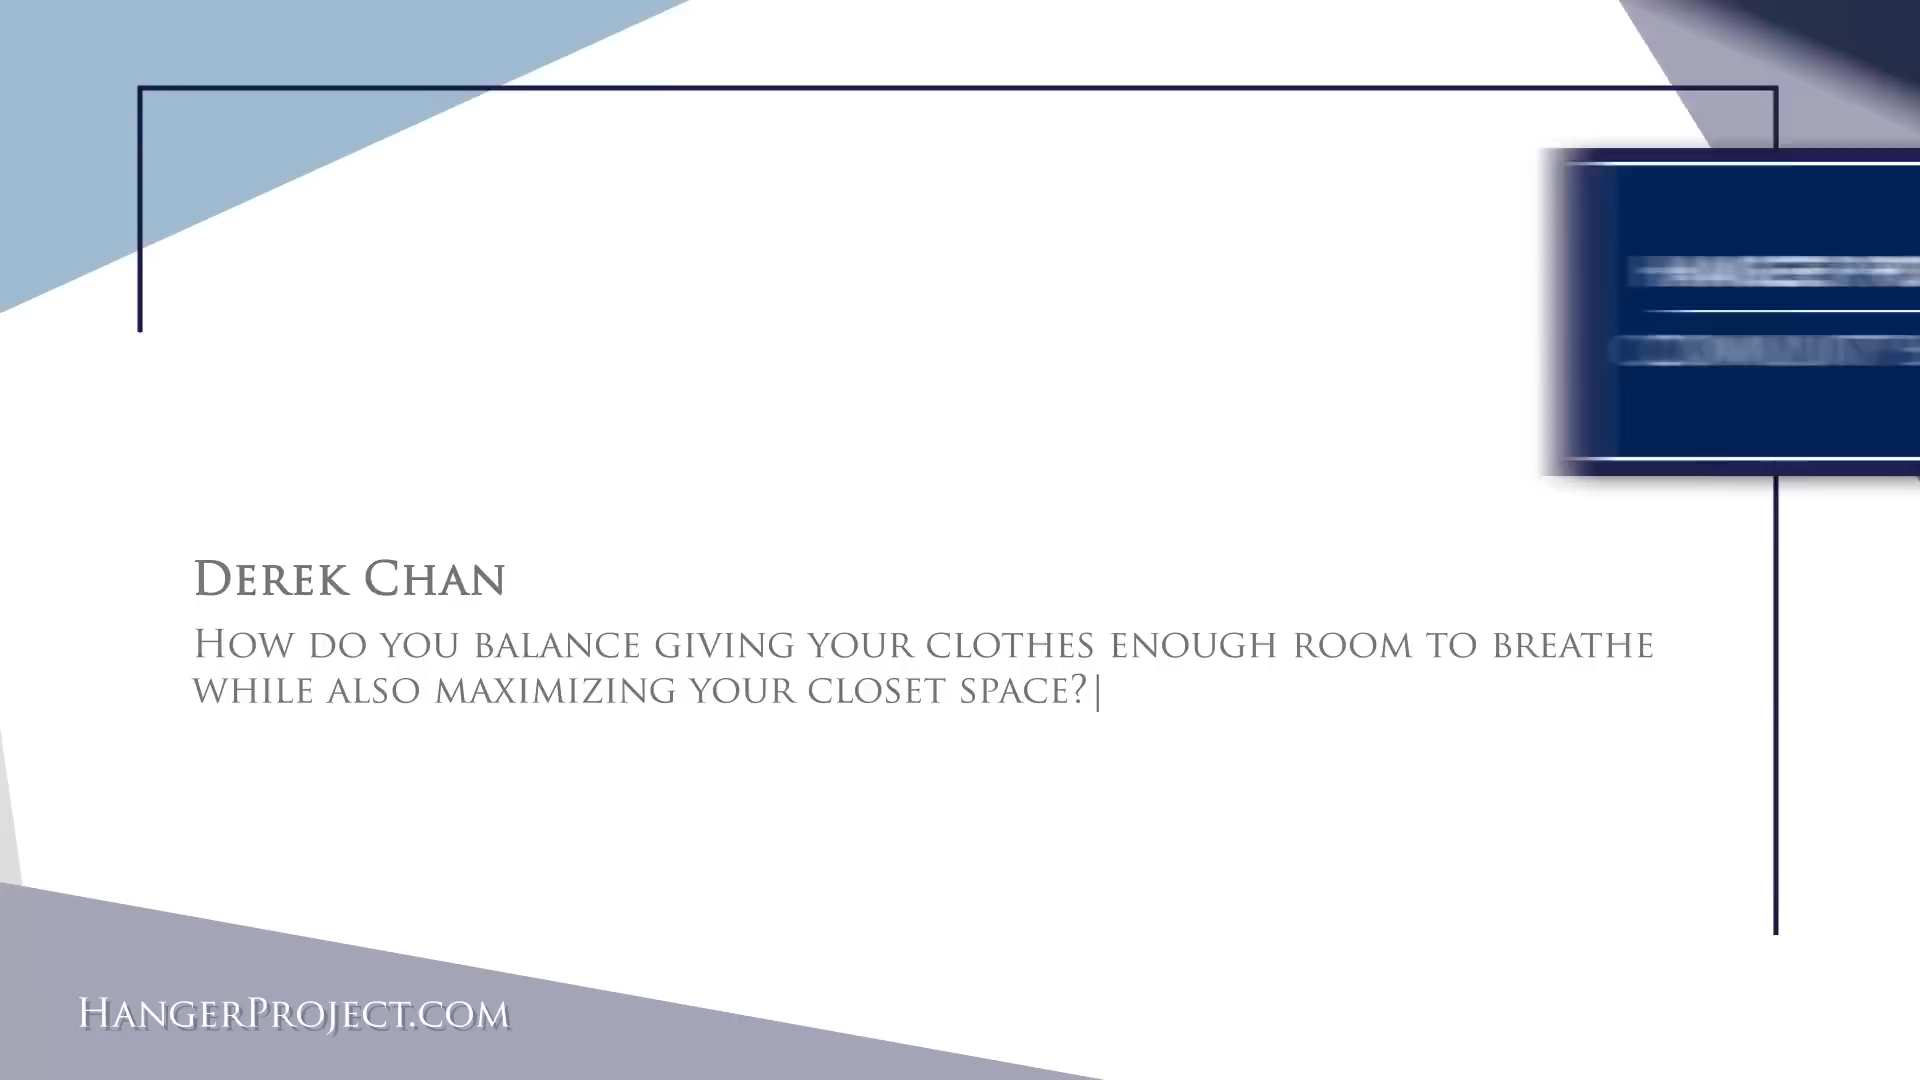 Derek Chan
How do you balance giving your clothes enough room to breathe
while also maximizing your closet space?|
HangerProject.com